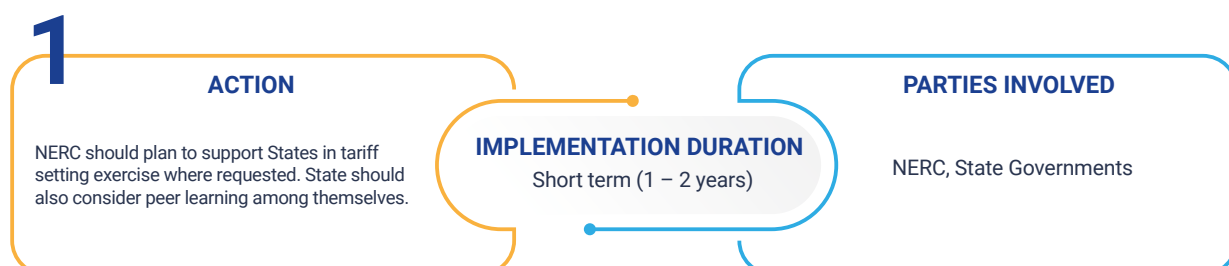 1
ACTION
NERC should plan to support States in tariff
setting exercise where requested. State should
also consider peer learning among themselves.
IMPLEMENTATION DURATION
Short term (1 – 2 years)
PARTIES INVOLVED
NERC, State Governments